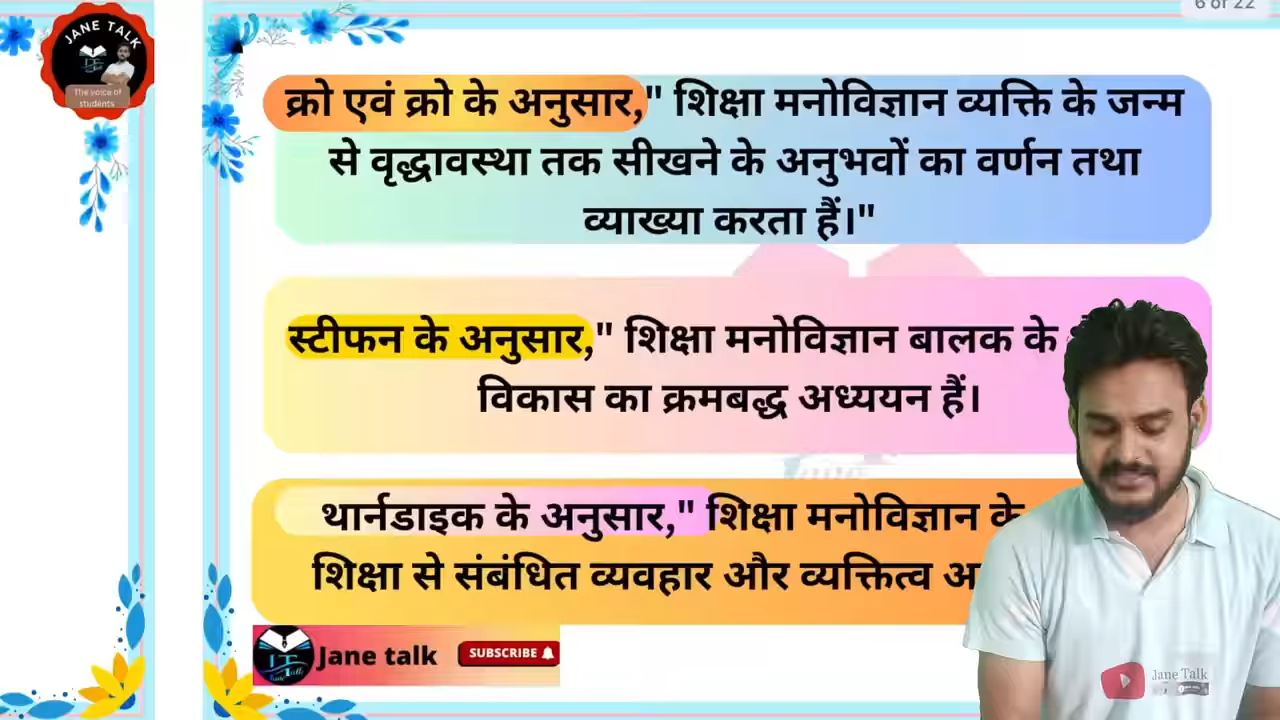 6 of 22
JANE TALK
The voice of
students
क्रो एवं क्रो के अनुसार," शिक्षा मनोविज्ञान व्यक्ति के जन्म
से वृद्धावस्था तक सीखने के अनुभवों का वर्णन तथा
व्याख्या करता हैं।"
स्टीफन के अनुसार," शिक्षा मनोविज्ञान बालक के
विकास का क्रमबद्ध अध्ययन हैं।
थार्नडाइक के अनुसार," शिक्षा मनोविज्ञान के
शिक्षा से संबंधित व्यवहार और व्यक्तित्व
Jane talk
SUBSCRIBE
Jane Talk